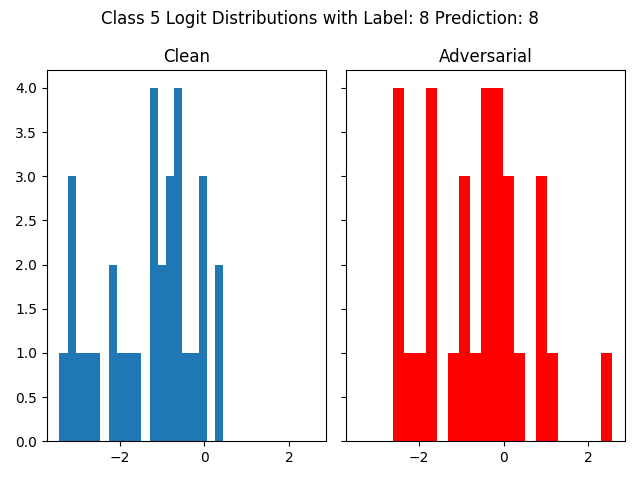 Class 5 Logit Distributions with Label: 8 Prediction: 8
Clean
Adversarial
4.0
3.5
3.0
2.5
2.0
1.5
1.0
0.5
0.0
−2 0 2
−2 0 2